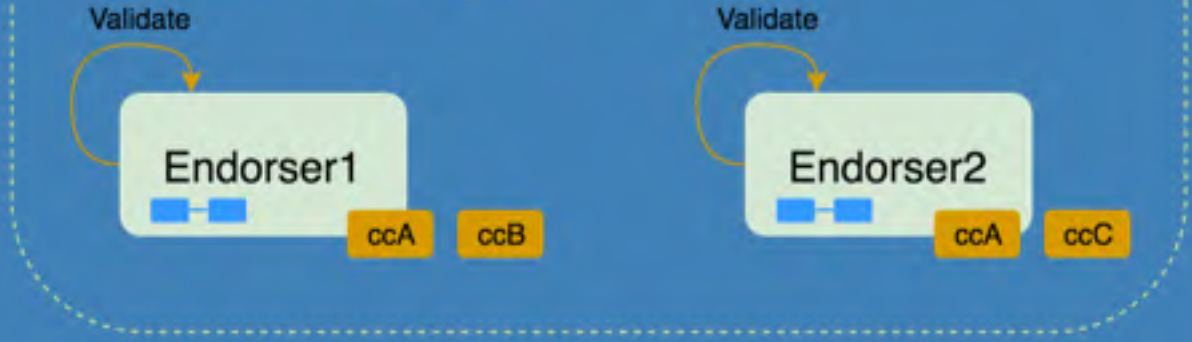 Validate
Validate
Endorser1
Endorser2
ccA
ccB
ccA
ccC